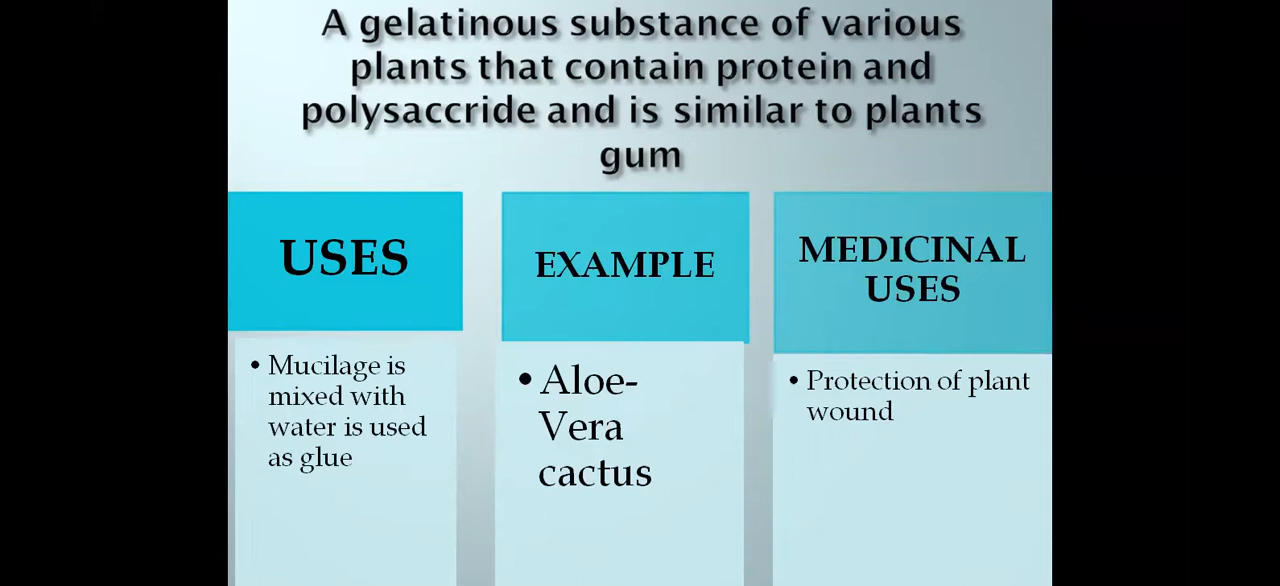 A gelatinous substance of various
plants that contain protein and
polysaccride and is similar to plants
gum
USES
• Mucilage is
mixed with
water is used
as glue
EXAMPLE
• Aloe-
Vera
cactus
MEDICINAL
USES
• Protection of plant
wound